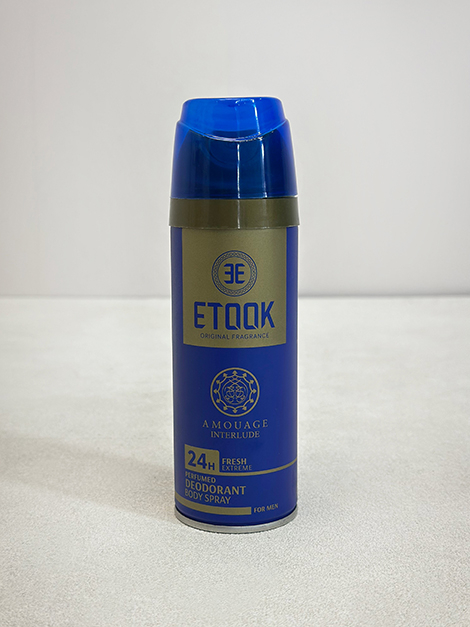 ƎE
ETQQK
ORIGINAL FRAGRANCE
AMOUAGE
INTERLUDE
24H FRESH
EXTREME
PERFUMED
DEODORANT
BODY SPRAY
FOR MEN